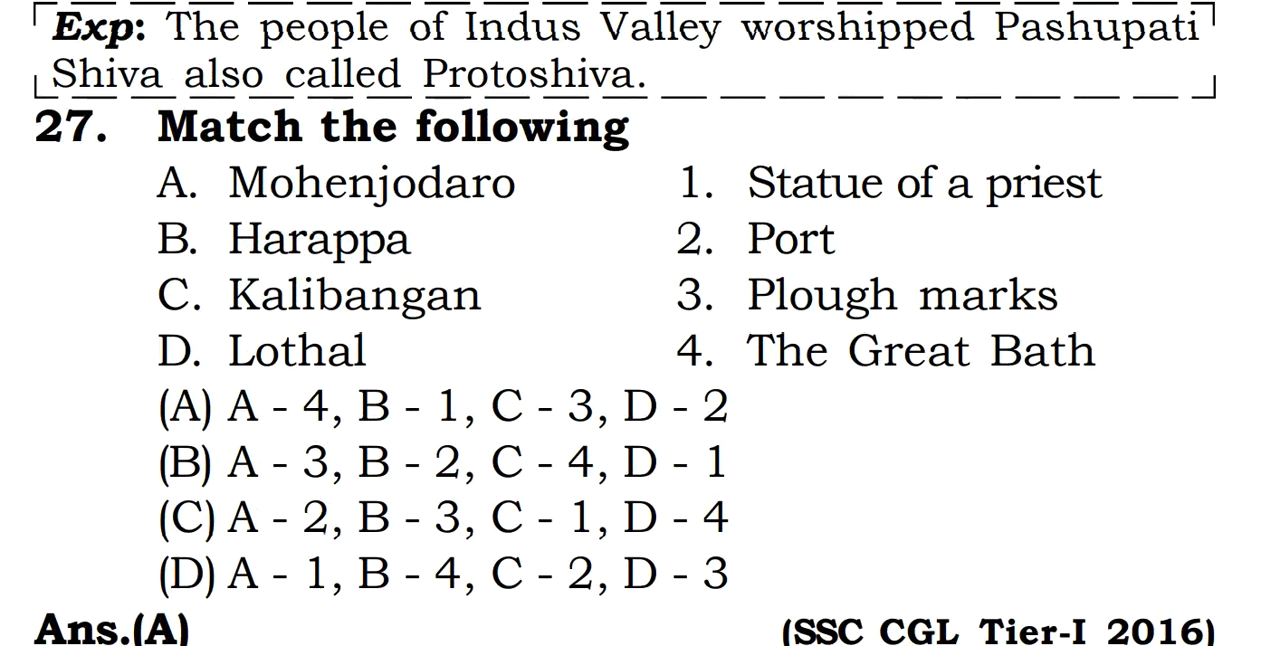 Exp: The people of Indus Valley worshipped Pashupati
Shiva also called Protoshiva.
27. Match the following
A. Mohenjodaro 1. Statue of a priest
B. Harappa 2. Port
C. Kalibangan 3. Plough marks
D. Lothal 4. The Great Bath
(A) A - 4, B - 1, C - 3, D - 2
(B) A - 3, B - 2, C - 4, D - 1
(C) A - 2, B - 3, C - 1, D - 4
(D) A - 1, B - 4, C - 2, D - 3
Ans.(A) (SSC CGL Tier-I 2016)